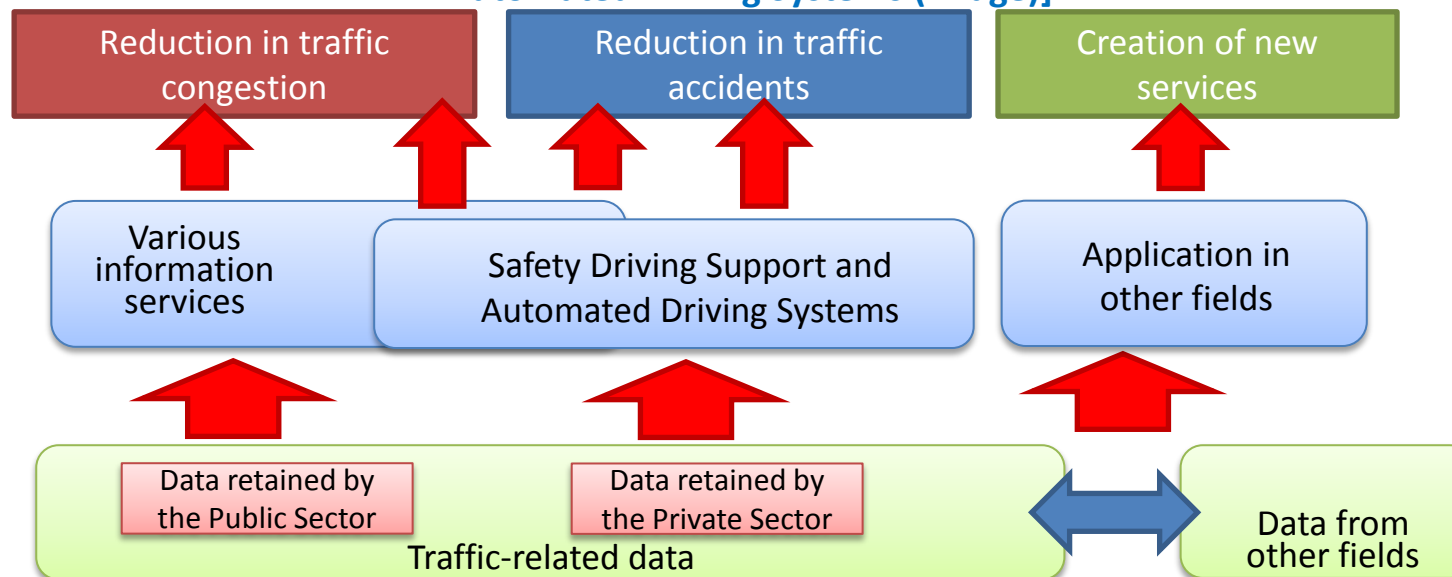 Reduction in traffic
congestion
Reduction in traffic
accidents
Creation of new
services
Various
information
services
Safety Driving Support and
Automated Driving Systems
Application in
other fields
Data retained by
the Public Sector
Data retained by
the Private Sector
Traffic-related data
Data from
other fields